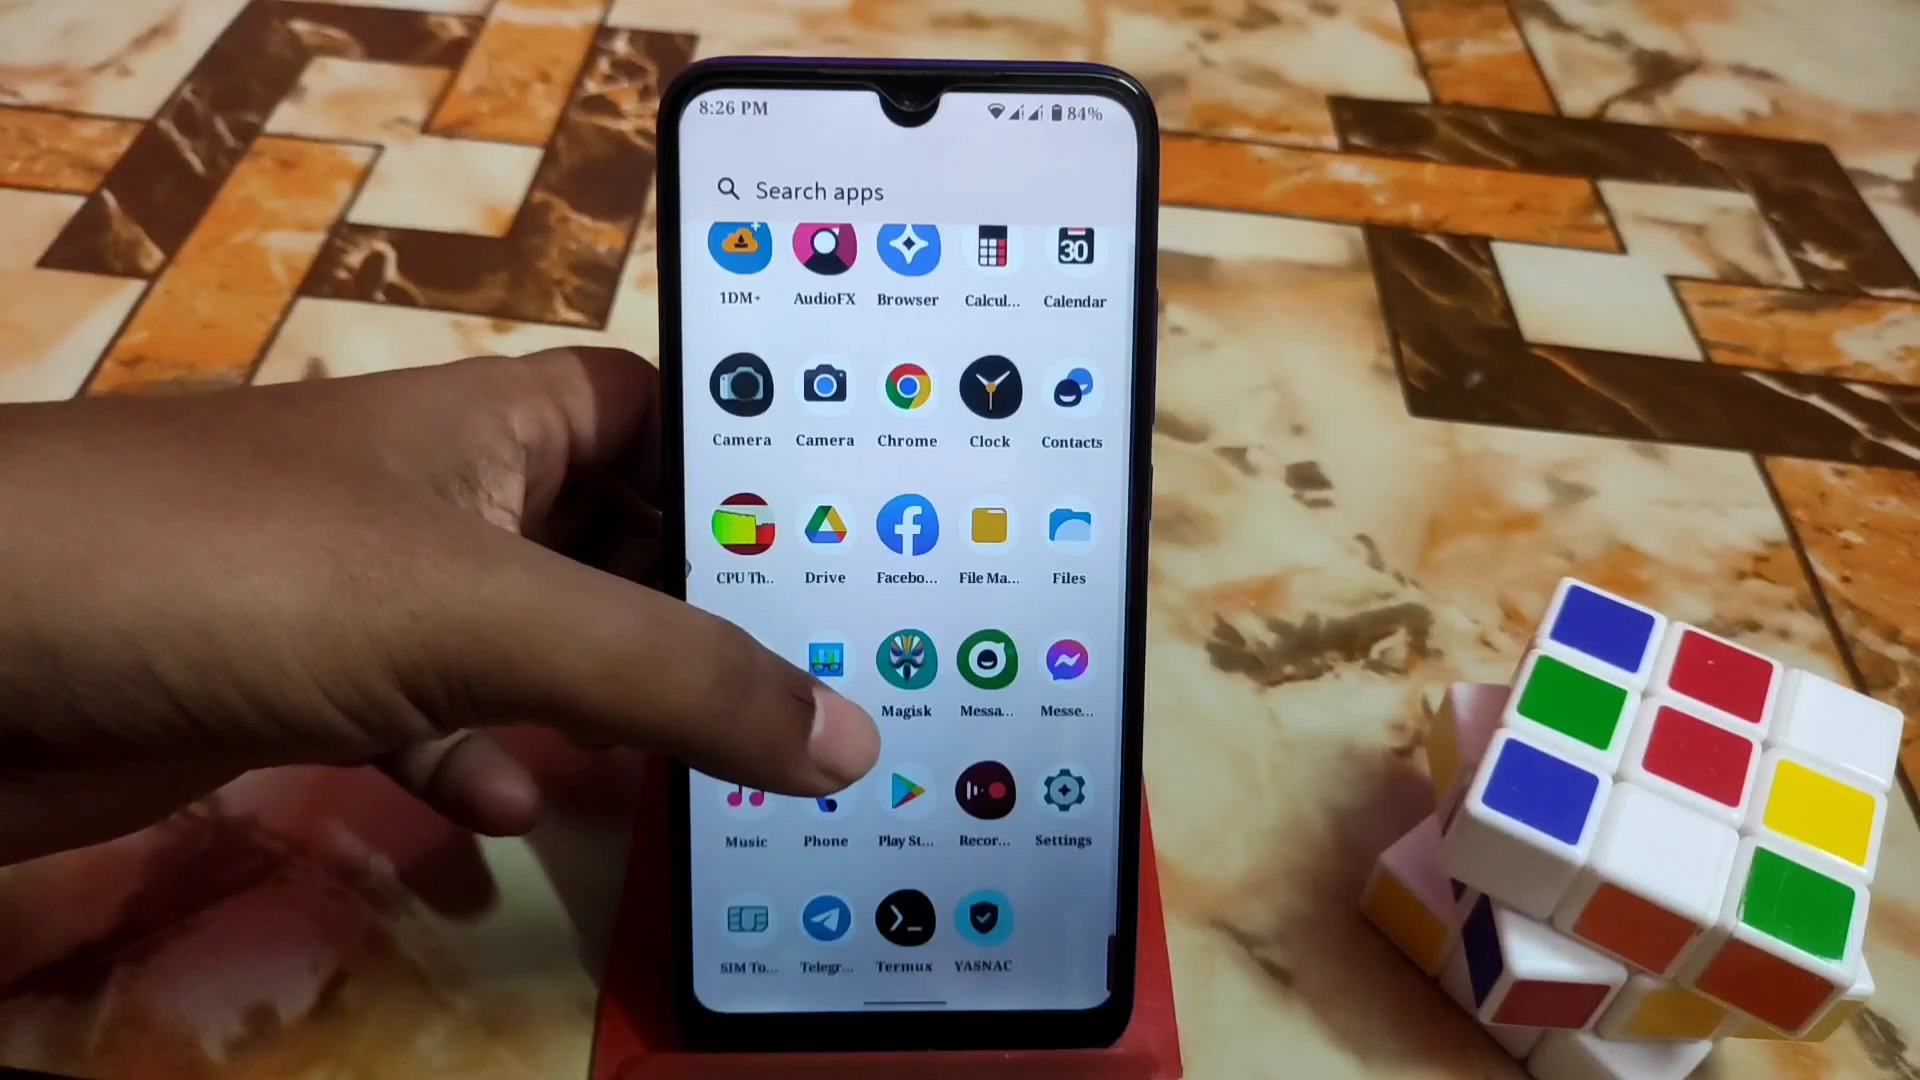 8:26 PM 84%
Search apps
30
1DM+ AudioFX Browser Calcul... Calendar
Camera Camera Chrome Clock Contacts
CPU Th.. Drive Facebo... File Ma... Files
Magisk Messa... Messe...
Music Phone Play St... Recor... Settings
SIM To... Telegr... Termux YASNAC